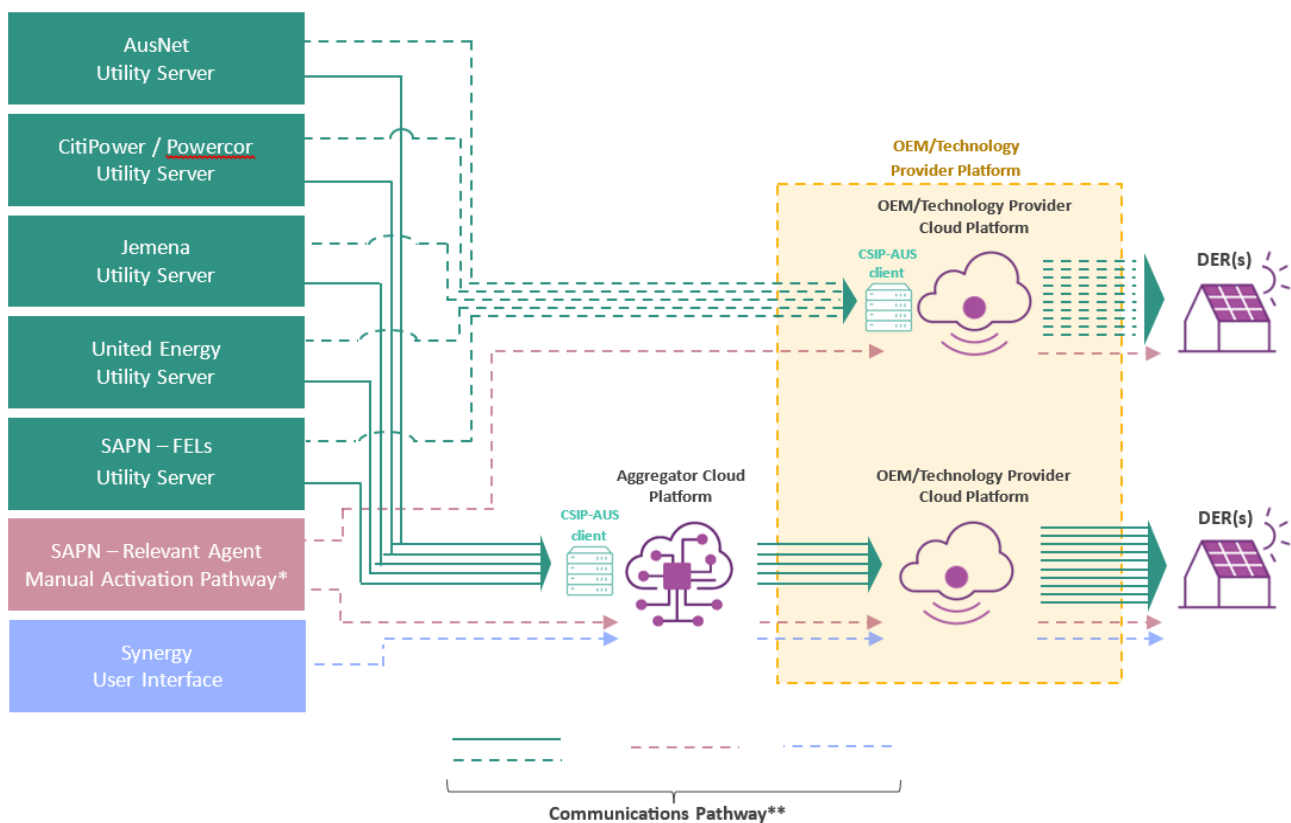 AusNet
Utility Server
CitiPower / Powercor
Utility Server
Jemena
Utility Server
United Energy
Utility Server
SAPN – FELs
Utility Server
SAPN – Relevant Agent
Manual Activation Pathway*
Synergy
User Interface
OEM/Technology
Provider Platform
OEM/Technology Provider
Cloud Platform
CSIP-AUS
client
DER(s)
Aggregator Cloud
Platform
CSIP-AUS
client
OEM/Technology Provider
Cloud Platform
DER(s)
Communications Pathway**